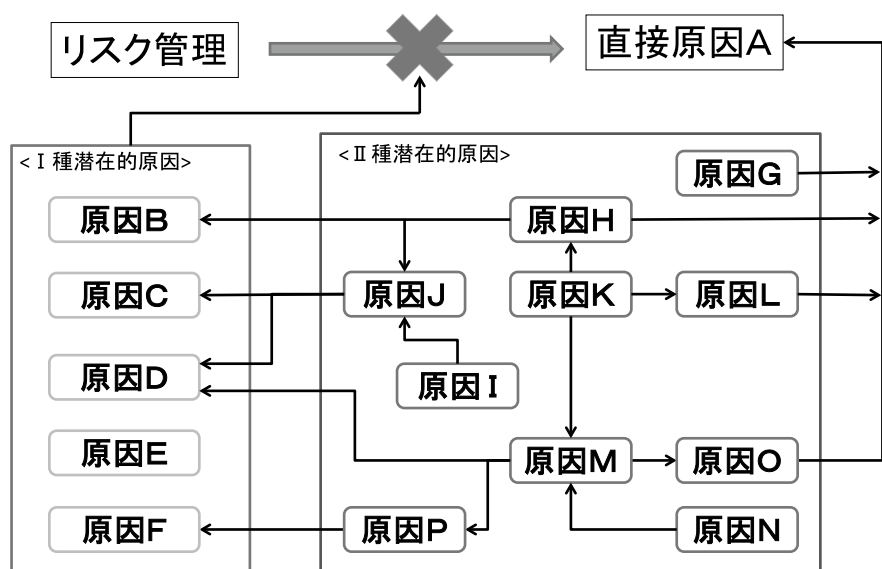 リスク管理
直接原因A
<Ⅰ種潜在的原因>
<Ⅱ種潜在的原因>
原因G
原因B
原因H
原因C
原因J
原因K
原因L
原因D
原因Ⅰ
原因E
原因M
原因O
原因F
原因P
原因N